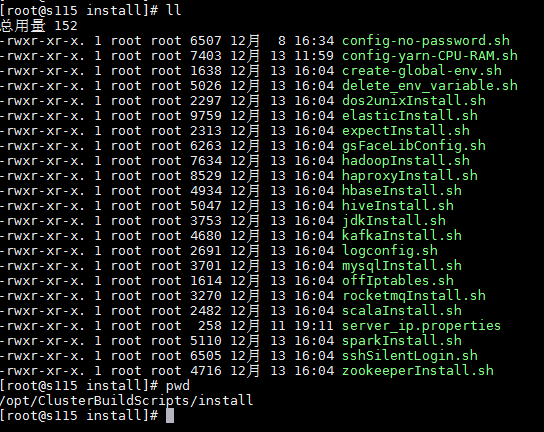 [root@s115 install]# ll
总用量 152
-rwxr-xr-x. 1 root root 6507 12月  8 16:34 config-no-password.sh
-rwxr-xr-x. 1 root root 7403 12月 13 11:59 config-yarn-CPU-RAM.sh
-rwxr-xr-x. 1 root root 1638 12月 13 16:04 create-global-env.sh
-rwxr-xr-x. 1 root root 5026 12月 13 16:04 delete_env_variable.sh
-rwxr-xr-x. 1 root root 2297 12月 13 16:04 dos2unixInstall.sh
-rwxr-xr-x. 1 root root 9759 12月 13 16:04 elasticInstall.sh
-rwxr-xr-x. 1 root root 2313 12月 13 16:04 expectInstall.sh
-rwxr-xr-x. 1 root root 6263 12月 13 16:04 gsFaceLibConfig.sh
-rwxr-xr-x. 1 root root 7634 12月 13 16:04 hadoopInstall.sh
-rwxr-xr-x. 1 root root 8529 12月 13 16:04 haproxyInstall.sh
-rwxr-xr-x. 1 root root 4934 12月 13 16:04 hbaseInstall.sh
-rwxr-xr-x. 1 root root 5047 12月 13 16:04 hiveInstall.sh
-rwxr-xr-x. 1 root root 3753 12月 13 16:04 jdkInstall.sh
-rwxr-xr-x. 1 root root 4680 12月 13 16:04 kafkaInstall.sh
-rwxr-xr-x. 1 root root 2691 12月 13 16:04 logconfig.sh
-rwxr-xr-x. 1 root root 3701 12月 13 16:04 mysqlInstall.sh
-rwxr-xr-x. 1 root root 1614 12月 13 16:04 offIptables.sh
-rwxr-xr-x. 1 root root 3270 12月 13 16:04 rocketmqInstall.sh
-rwxr-xr-x. 1 root root 2482 12月 13 16:04 scalaInstall.sh
-rwxr-xr-x. 1 root root  258 12月 11 19:11 server_ip.properties
-rwxr-xr-x. 1 root root 5110 12月 13 16:04 sparkInstall.sh
-rwxr-xr-x. 1 root root 6505 12月 13 16:04 sshSilentLogin.sh
-rwxr-xr-x. 1 root root 4716 12月 13 16:04 zookeeperInstall.sh
[root@s115 install]# pwd
/opt/ClusterBuildScripts/install
[root@s115 install]#